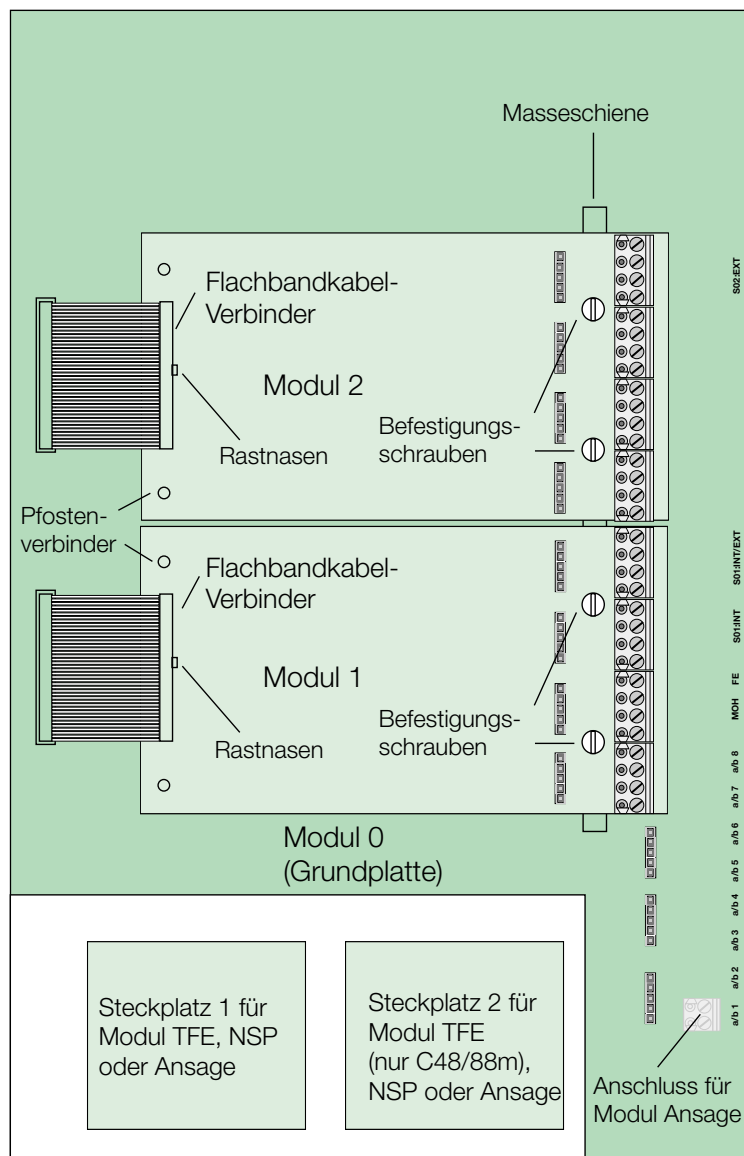 Masseschiene
Flachbandkabel-
Verbinder
Modul 2
Rastnasen
Befestigungs-
schrauben
Pfosten-
verbinder
Flachbandkabel-
Verbinder
Modul 1
Rastnasen
Befestigungs-
schrauben
Modul 0
(Grundplatte)
Steckplatz 1 für
Modul TFE, NSP
oder Ansage
Steckplatz 2 für
Modul TFE
(nur C48/88m),
NSP oder Ansage
Anschluss für
Modul Ansage
S02:EXT
S01:INT/EXT
S01:INT
FE
MOH
a/b 8
a/b 7
a/b 6
a/b 5
a/b 4
a/b 3
a/b 2
a/b 1